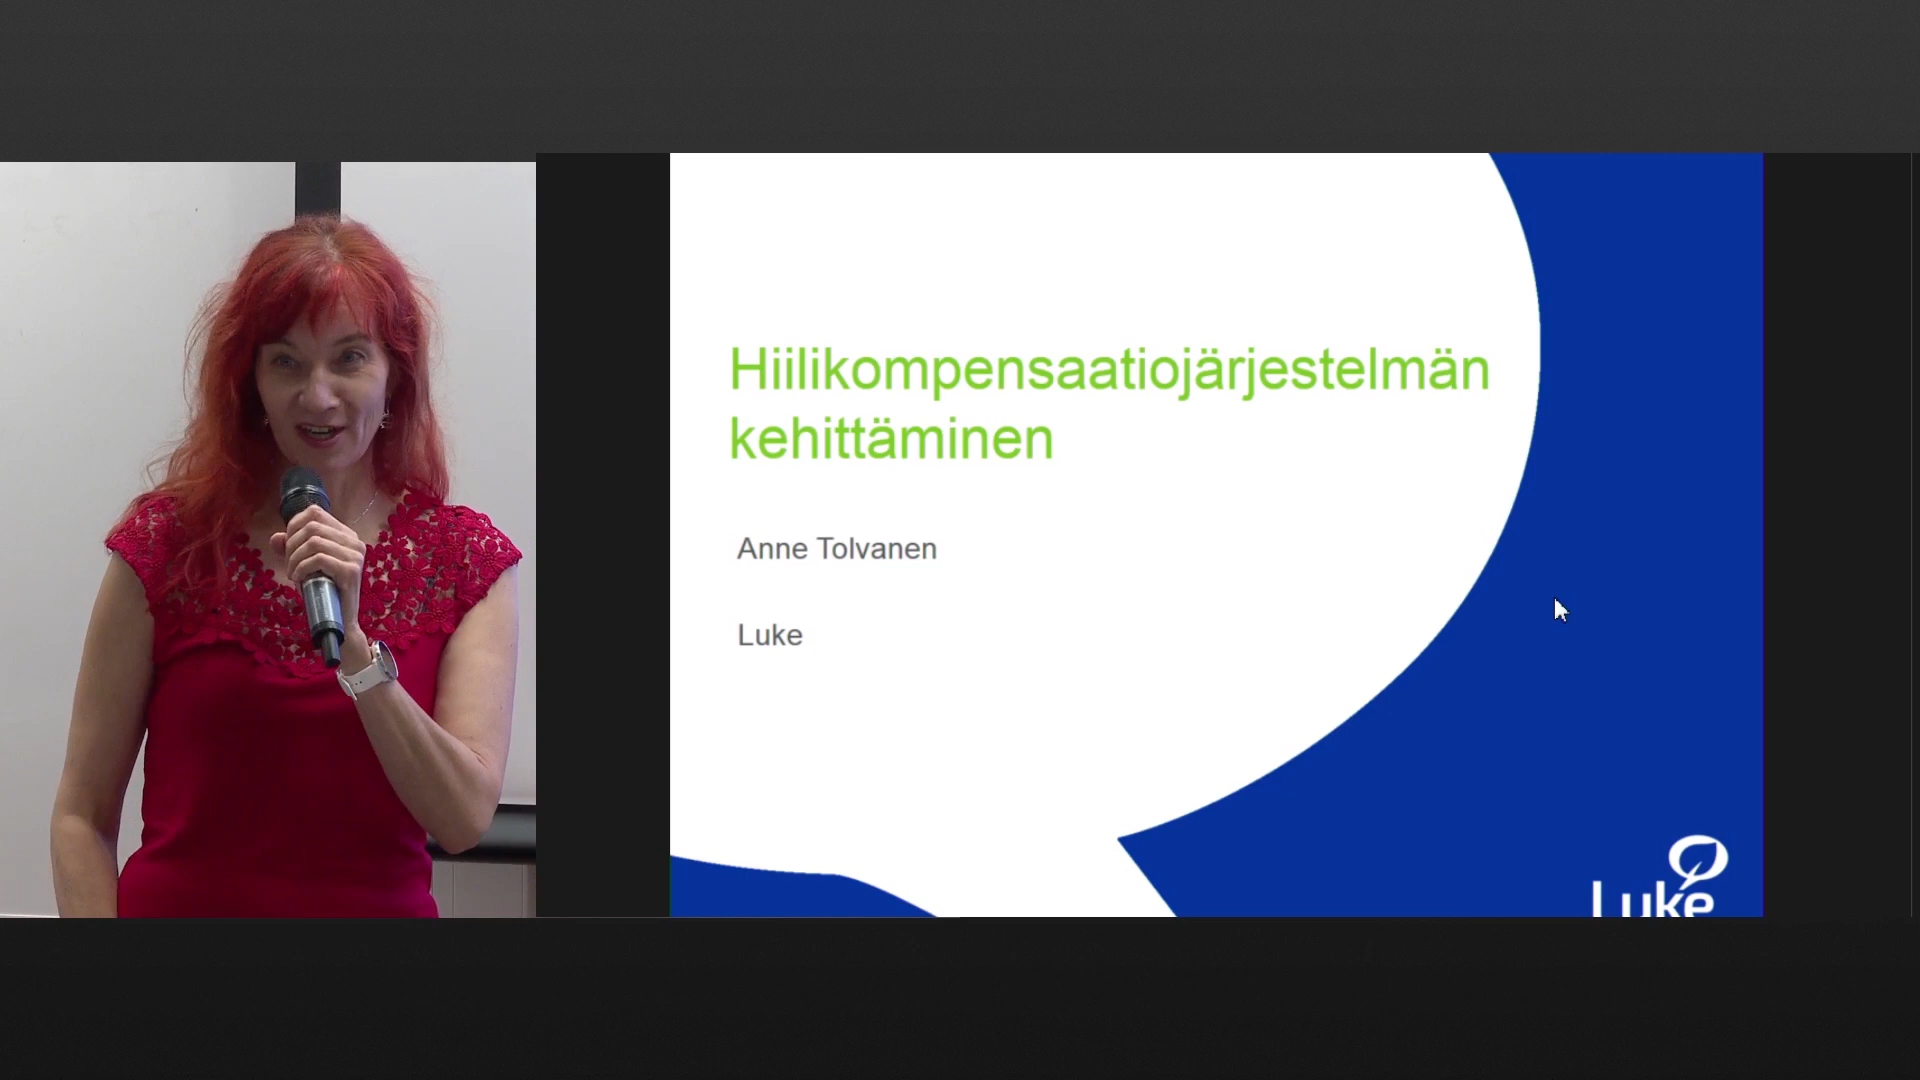 Hiilikompensaatiojärjestelmän
kehittäminen
Anne Tolvanen
Luke
Luke